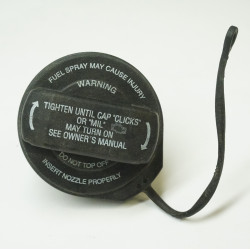 FUEL SPRAY MAY CAUSE INJURY
WARNING
TIGHTEN UNTIL CAP "CLICKS"
OR "MIL"
MAY TURN ON
SEE OWNER'S MANUAL
DO NOT TOP OFF
INSERT NOZZLE PROPERLY